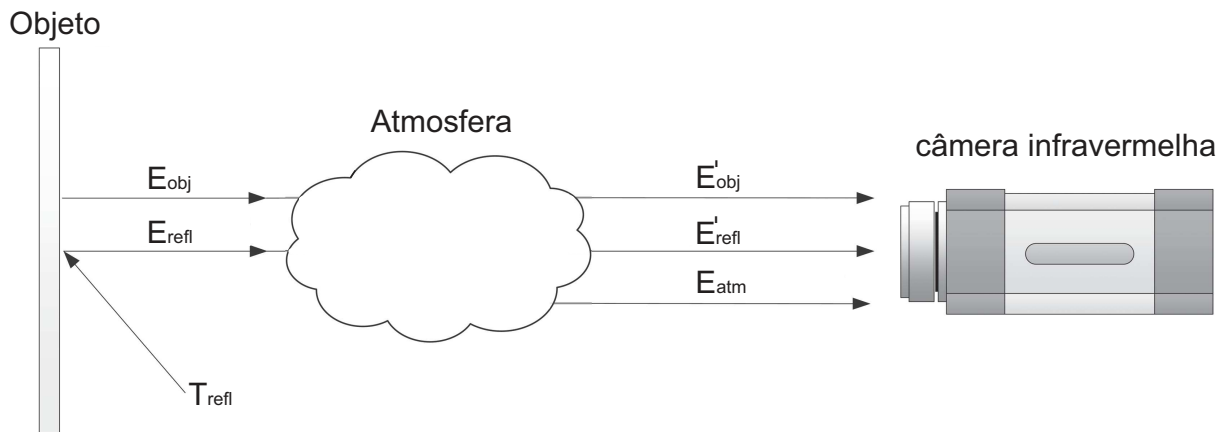 Objeto
Atmosfera
câmera infravermelha
Eobj
E'obj
Erefl
E'refl
Eatm
Trefl